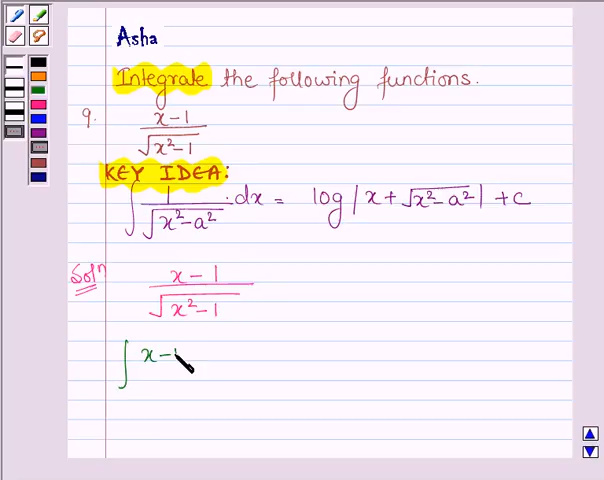 Asha
Integrate the following functions.
9. x-1
√x²-1
KEY IDEA:
∫ 1/√x²-a² . dx = log | x + √x²-a² | + c
Solⁿ x-1
√x²-1
∫ x-1